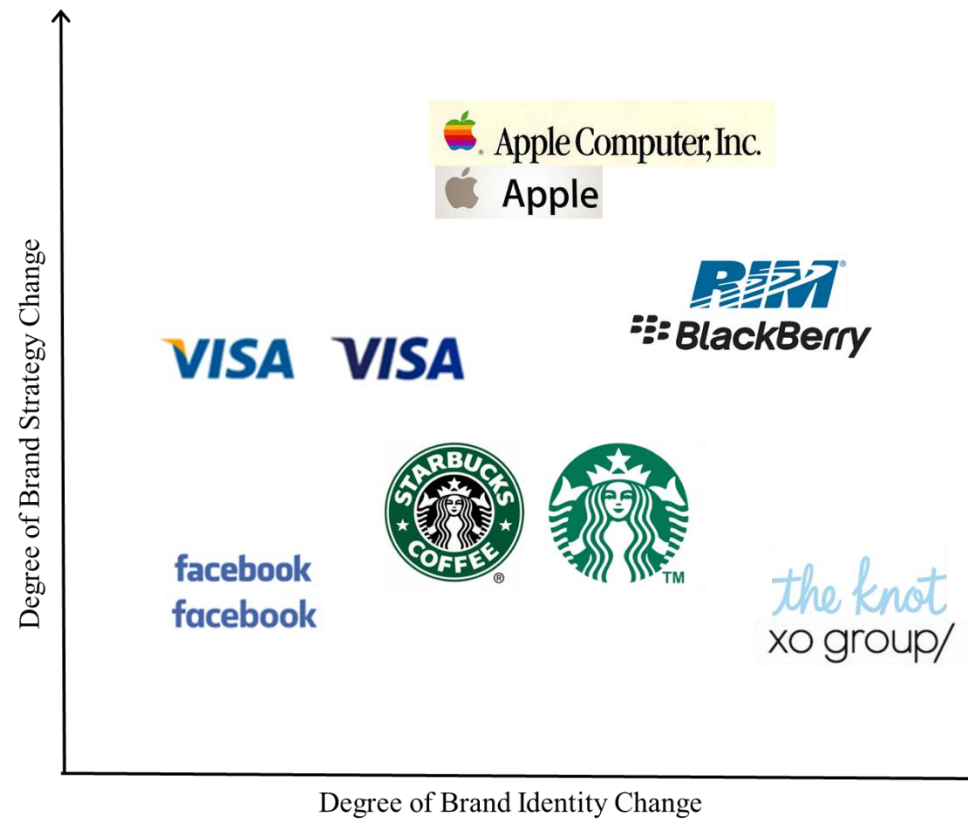 Degree of Brand Strategy Change
Apple Computer, Inc.
Apple
RIM®
BlackBerry
VISA VISA
STARBUCKS
COFFEE
® TM
facebook
facebook
the knot
xo group/
Degree of Brand Identity Change